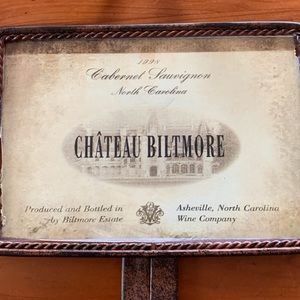 1998
Cabernet Sauvignon
North Carolina
CHÂTEAU BILTMORE
Produced and Bottled in
by Biltmore Estate
Asheville, North Carolina
Wine Company